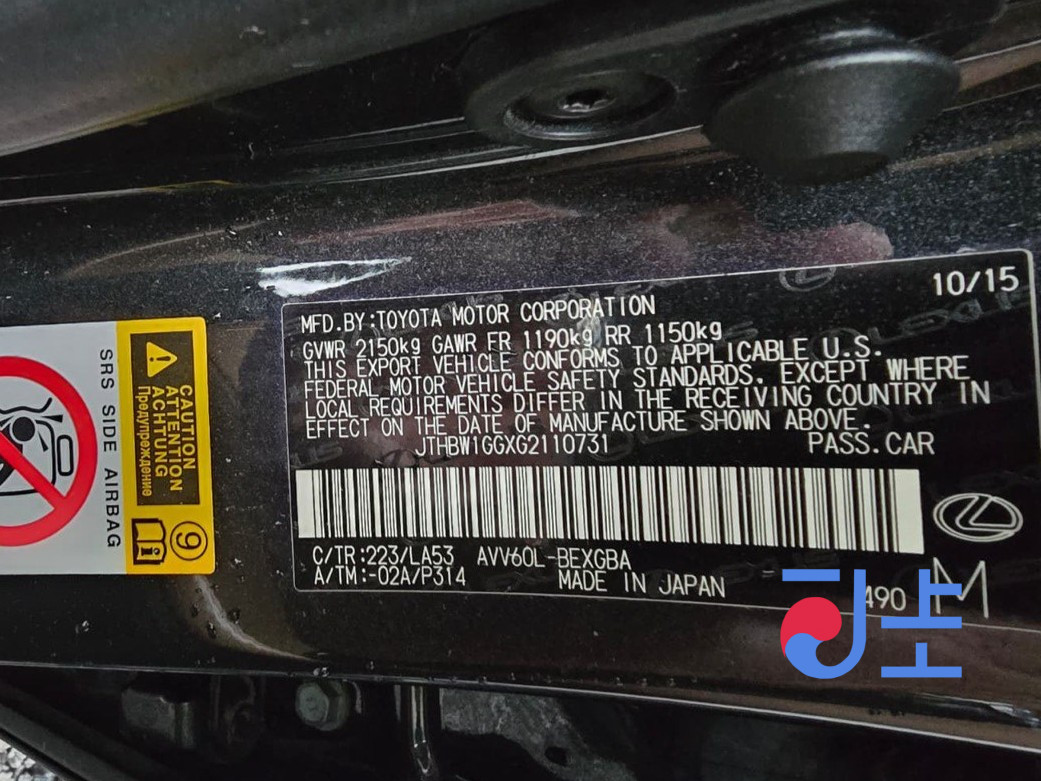 10/15
MFD.BY:TOYOTA MOTOR CORPORATION
GVWR 2150kg GAWR FR 1190kg RR 1150kg
THIS EXPORT VEHICLE CONFORMS TO APPLICABLE U.S.
FEDERAL MOTOR VEHICLE SAFETY STANDARDS, EXCEPT WHERE
LOCAL REQUIREMENTS DIFFER IN THE RECEIVING COUNTRY IN
EFFECT ON THE DATE OF MANUFACTURE SHOWN ABOVE.
JTHBW1GGXG2110731 PASS.CAR
C/TR:223/LA53 AVV60L-BEXGBA
A/TM:-02A/P314 MADE IN JAPAN
490 M
SRS SIDE AIRBAG
CAUTION
ATTENTION
ACHTUNG
Предупреждение
9